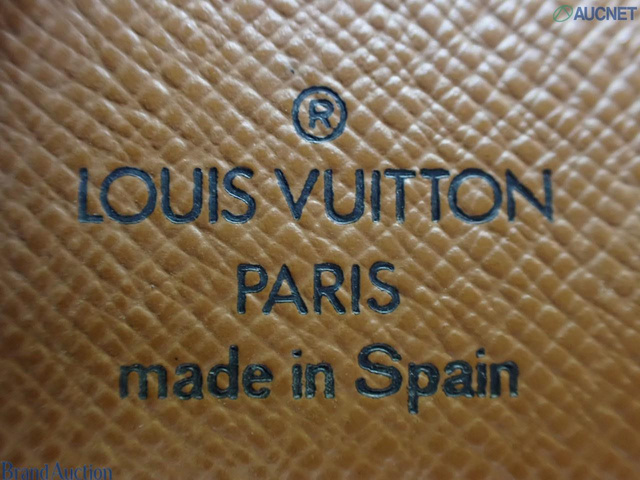 AUCNET
®
LOUIS VUITTON
PARIS
made in Spain
Brand Auction